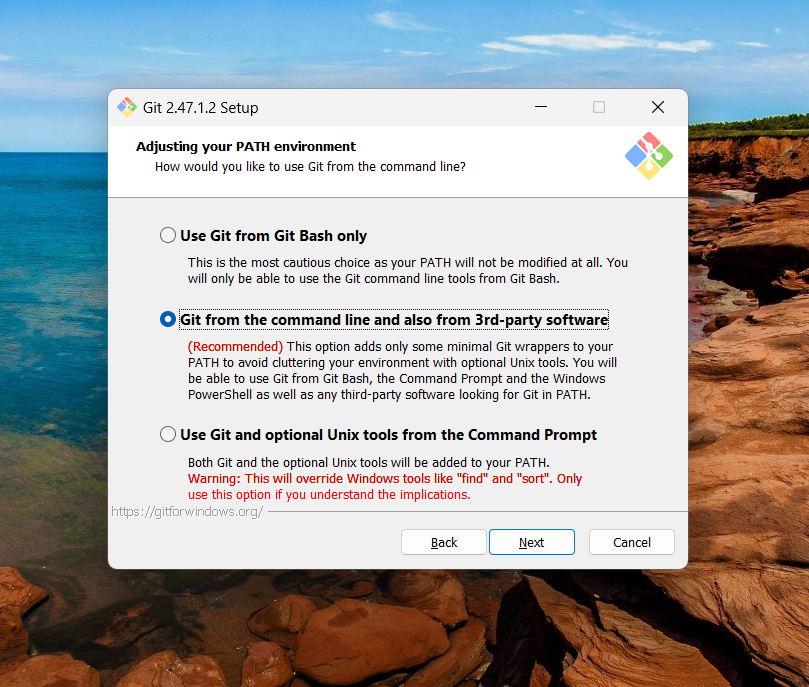 Git 2.47.1.2 Setup
Adjusting your PATH environment
How would you like to use Git from the command line?
Use Git from Git Bash only
This is the most cautious choice as your PATH will not be modified at all. You
will only be able to use the Git command line tools from Git Bash.
Git from the command line and also from 3rd-party software
(Recommended) This option adds only some minimal Git wrappers to your
PATH to avoid cluttering your environment with optional Unix tools. You will
be able to use Git from Git Bash, the Command Prompt and the Windows
PowerShell as well as any third-party software looking for Git in PATH.
Use Git and optional Unix tools from the Command Prompt
Both Git and the optional Unix tools will be added to your PATH.
Warning: This will override Windows tools like "find" and "sort". Only
use this option if you understand the implications.
https://gitforwindows.org/
Back Next Cancel